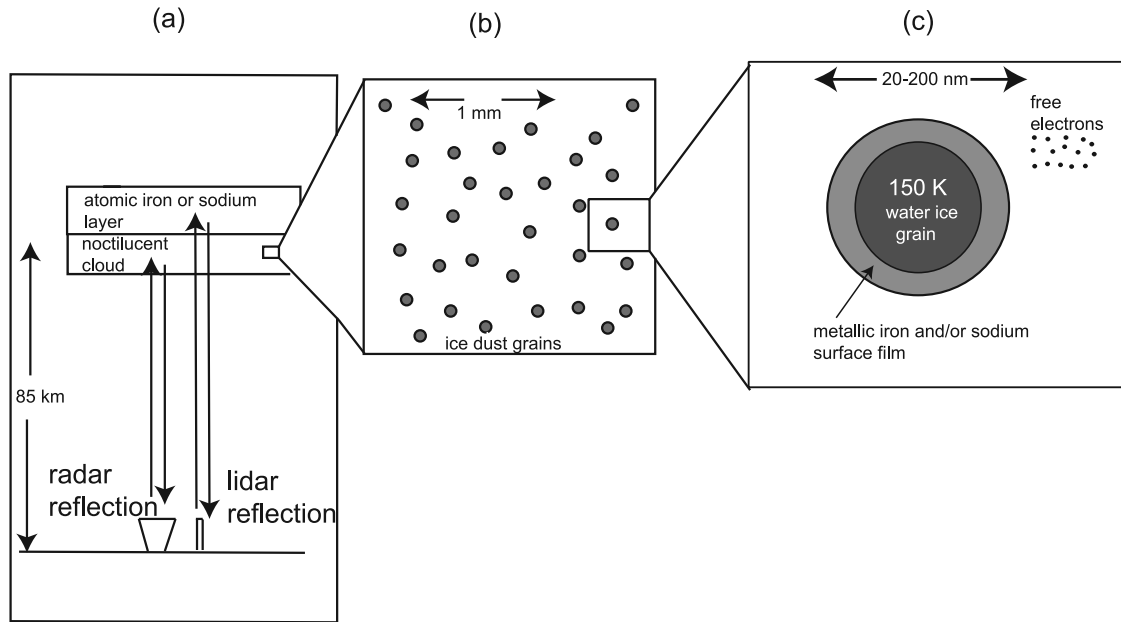 (a)
atomic iron or sodium
layer
noctilucent
cloud
85 km
radar
reflection
lidar
reflection
(b)
1 mm
ice dust grains
(c)
20-200 nm
free
electrons
150 K
water ice
grain
metallic iron and/or sodium
surface film